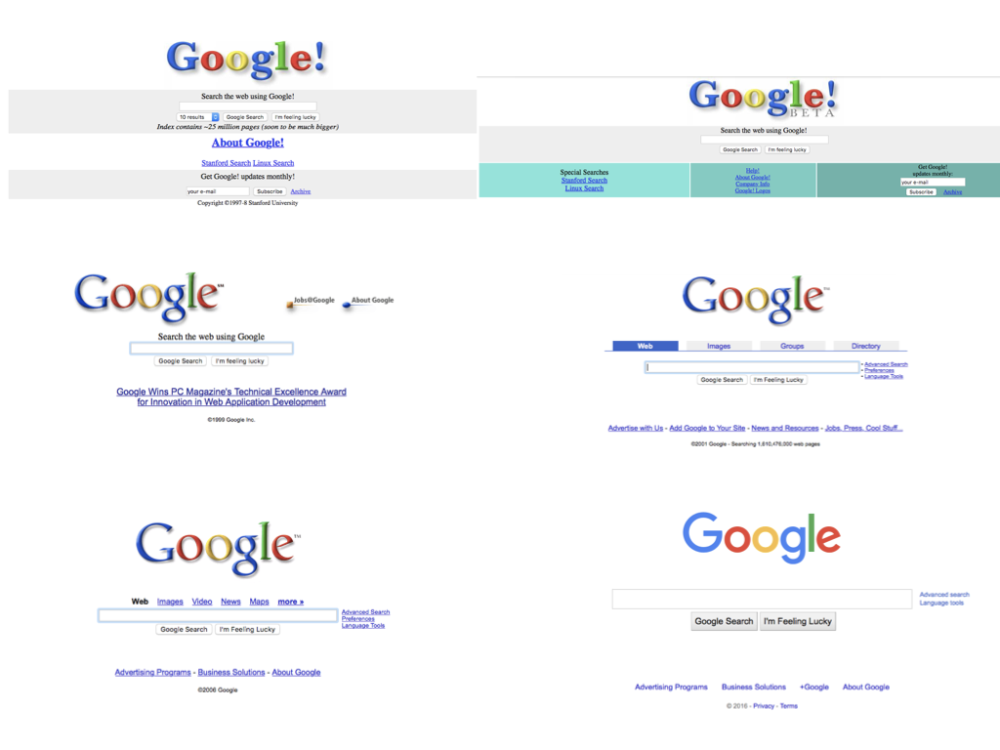 Google!
Search the web using Google!
10 results Google Search I'm feeling lucky
Index contains ~25 million pages (soon to be much bigger)
About Google!
Stanford Search Linux Search
Get Google! updates monthly!
your e-mail Subscribe Archive
Copyright ©1997-8 Stanford University
Google!
BETA
Search the web using Google!
Google Search I'm feeling lucky
Special Searches
Stanford Search
Linux Search
Help!
About Google!
Company Info
Google! Logos
Get Google!
updates monthly:
your e-mail
Subscribe Archive
Google SM
Jobs@Google About Google
Search the web using Google
Google Search I'm feeling lucky
Google Wins PC Magazine's Technical Excellence Award
for Innovation in Web Application Development
©1999 Google Inc.
Google TM
Web Images Groups Directory
• Advanced Search
• Preferences
• Language Tools
Google Search I'm Feeling Lucky
Advertise with Us - Add Google to Your Site - News and Resources - Jobs, Press, Cool Stuff...
©2001 Google - Searching 1,610,476,000 web pages
Google TM
Web Images Video News Maps more »
Advanced Search
Preferences
Language Tools
Google Search I'm Feeling Lucky
Advertising Programs - Business Solutions - About Google
©2006 Google
Google
Advanced search
Language tools
Google Search I'm Feeling Lucky
Advertising Programs Business Solutions +Google About Google
© 2016 - Privacy - Terms